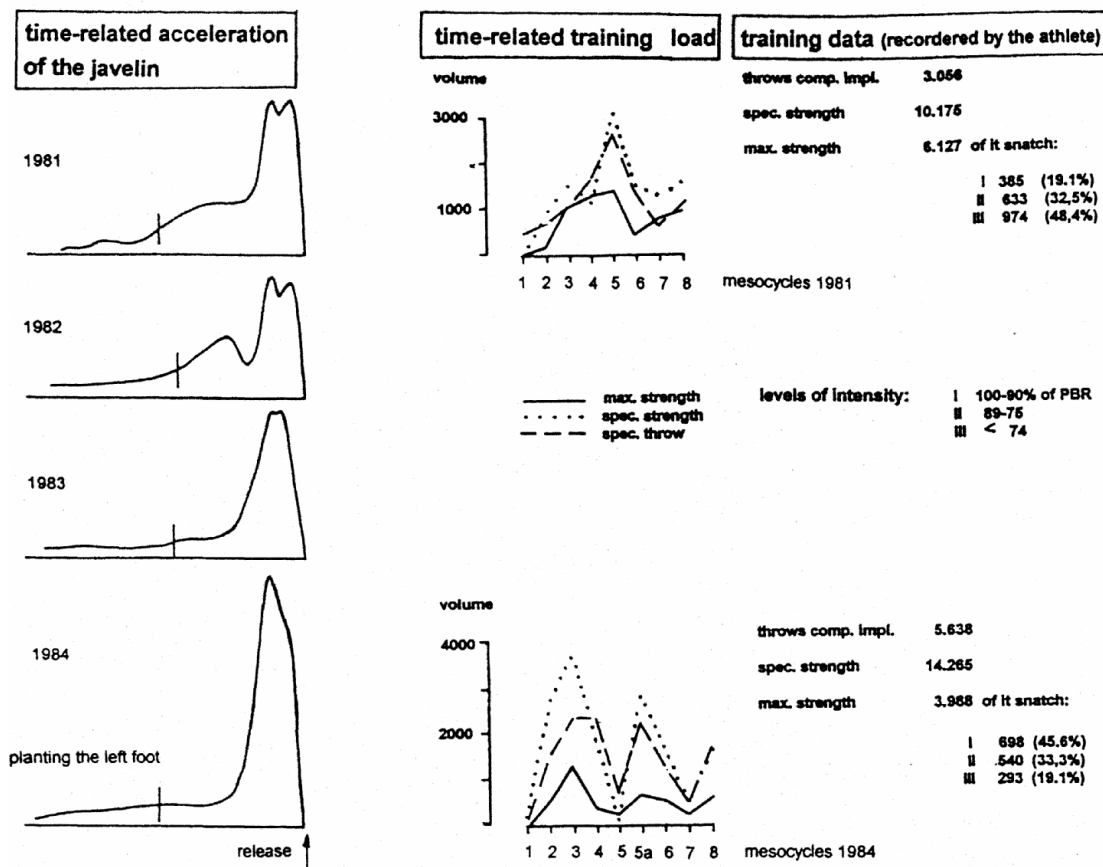 time-related acceleration
of the javelin
1981
1982
1983
1984
planting the left foot
release
time-related training load
volume
3000
1000
1 2 3 4 5 6 7 8 mesocycles 1981
max. strength
spec. strength
spec. throw
volume
4000
2000
1 2 3 4 5 5a 6 7 8 mesocycles 1984
training data (recordered by the athlete)
throws comp. impl. 3.056
spec. strength 10.175
max. strength 6.127 of it snatch:
I 385 (19.1%)
II 633 (32,5%)
III 974 (48,4%)
levels of intensity: I 100-90% of PBR
II 89-75
III < 74
throws comp. impl. 5.638
spec. strength 14.265
max. strength 3.988 of it snatch:
I 698 (45.6%)
II 540 (33,3%)
III 293 (19.1%)